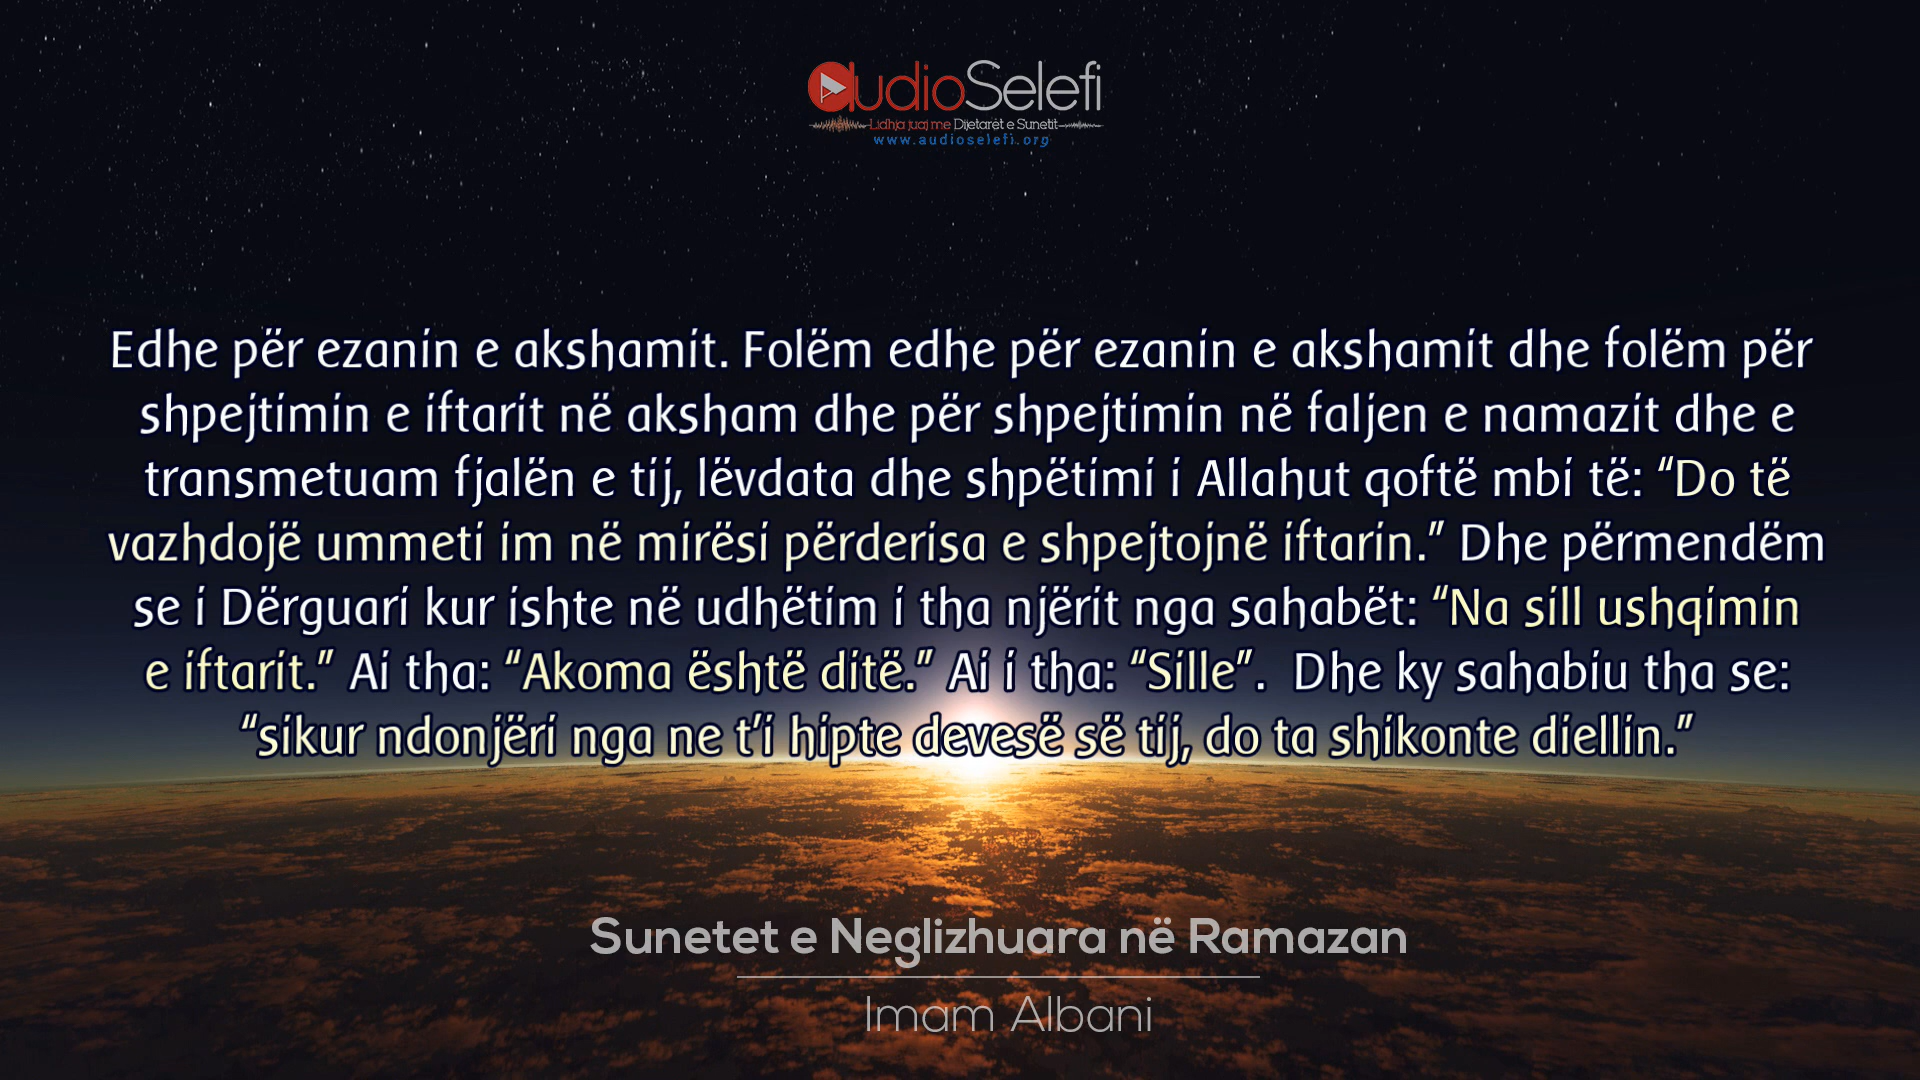 audioSelefi
Lidhja juaj me Dijetarët e Sunetit
www.audioselefi.org
Edhe për ezanin e akshamit. Folëm edhe për ezanin e akshamit dhe folëm për
shpejtimin e iftarit në aksham dhe për shpejtimin në faljen e namazit dhe e
transmetuam fjalën e tij, lëvdata dhe shpëtimi i Allahut qoftë mbi të: “Do të
vazhdojë ummeti im në mirësi përderisa e shpejtojnë iftarin.” Dhe përmendëm
se i Dërguari kur ishte në udhëtim i tha njërit nga sahabët: “Na sill ushqimin
e iftarit.” Ai tha: “Akoma është ditë.” Ai i tha: “Sille”. Dhe ky sahabiu tha se:
“sikur ndonjëri nga ne t’i hipte devesë së tij, do ta shikonte diellin.”
Sunetet e Neglizhuara në Ramazan
Imam Albani